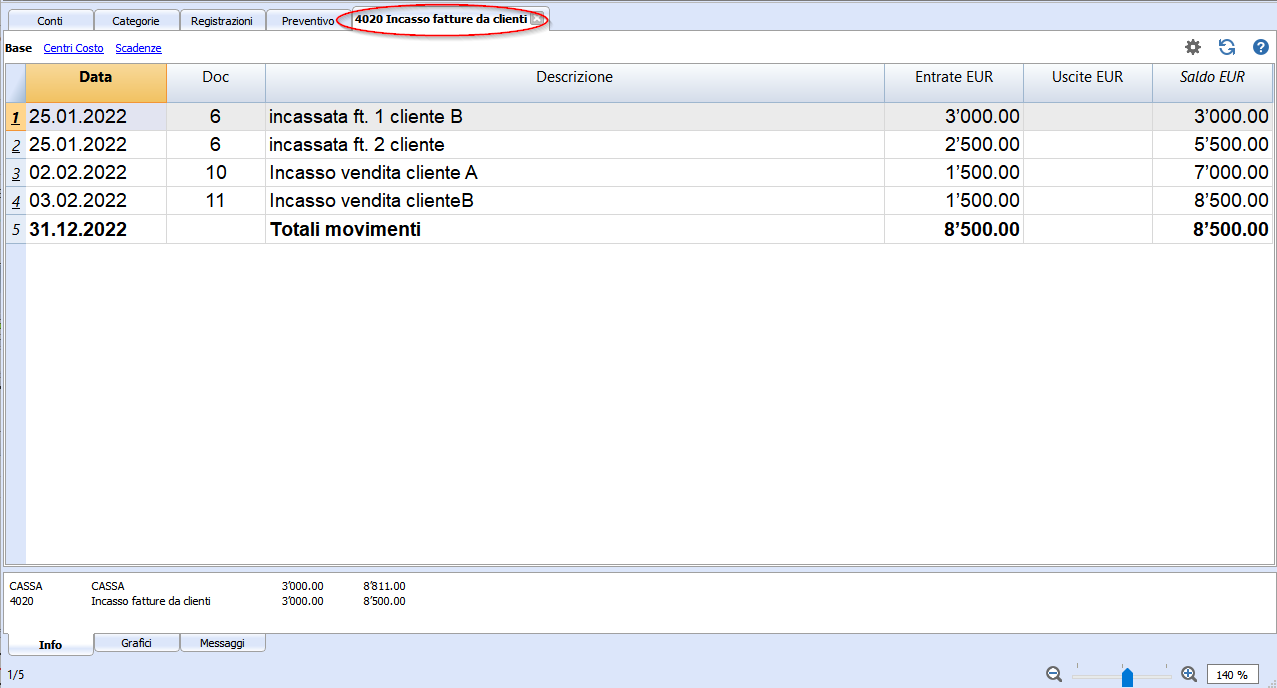 Conti Categorie Registrazioni Preventivo 4020 Incasso fatture da clienti
Base Centri Costo Scadenze
Data Doc Descrizione Entrate EUR Uscite EUR Saldo EUR
1 25.01.2022 6 incassata ft. 1 cliente B 3’000.00 3’000.00
2 25.01.2022 6 incassata ft. 2 cliente 2’500.00 5’500.00
3 02.02.2022 10 Incasso vendita cliente A 1’500.00 7’000.00
4 03.02.2022 11 Incasso vendita clienteB 1’500.00 8’500.00
5 31.12.2022 Totali movimenti 8’500.00 8’500.00
CASSA CASSA 3’000.00 8’811.00
4020 Incasso fatture da clienti 3’000.00 8’500.00
Info Grafici Messaggi
1/5 140 %